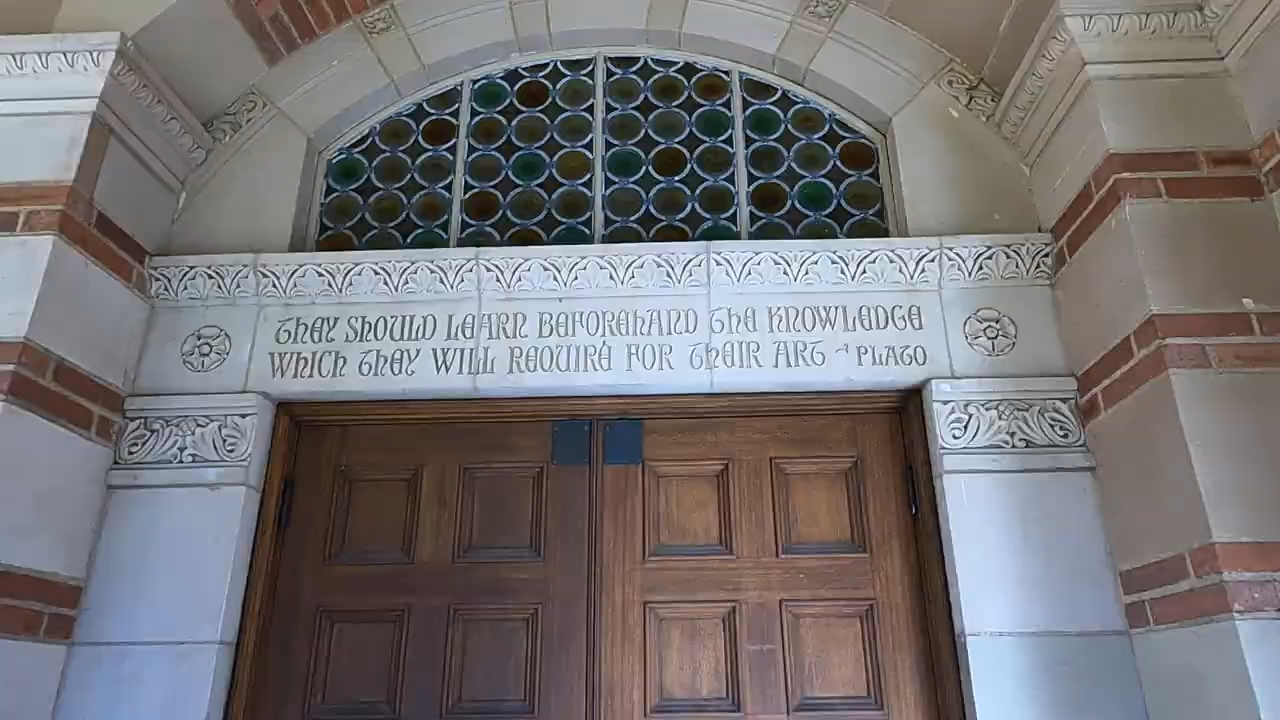 THEY SHOULD LEARN BEFOREHAND THE KNOWLEDGE
WHICH THEY WILL REQUIRE FOR THEIR ART ~ PLATO